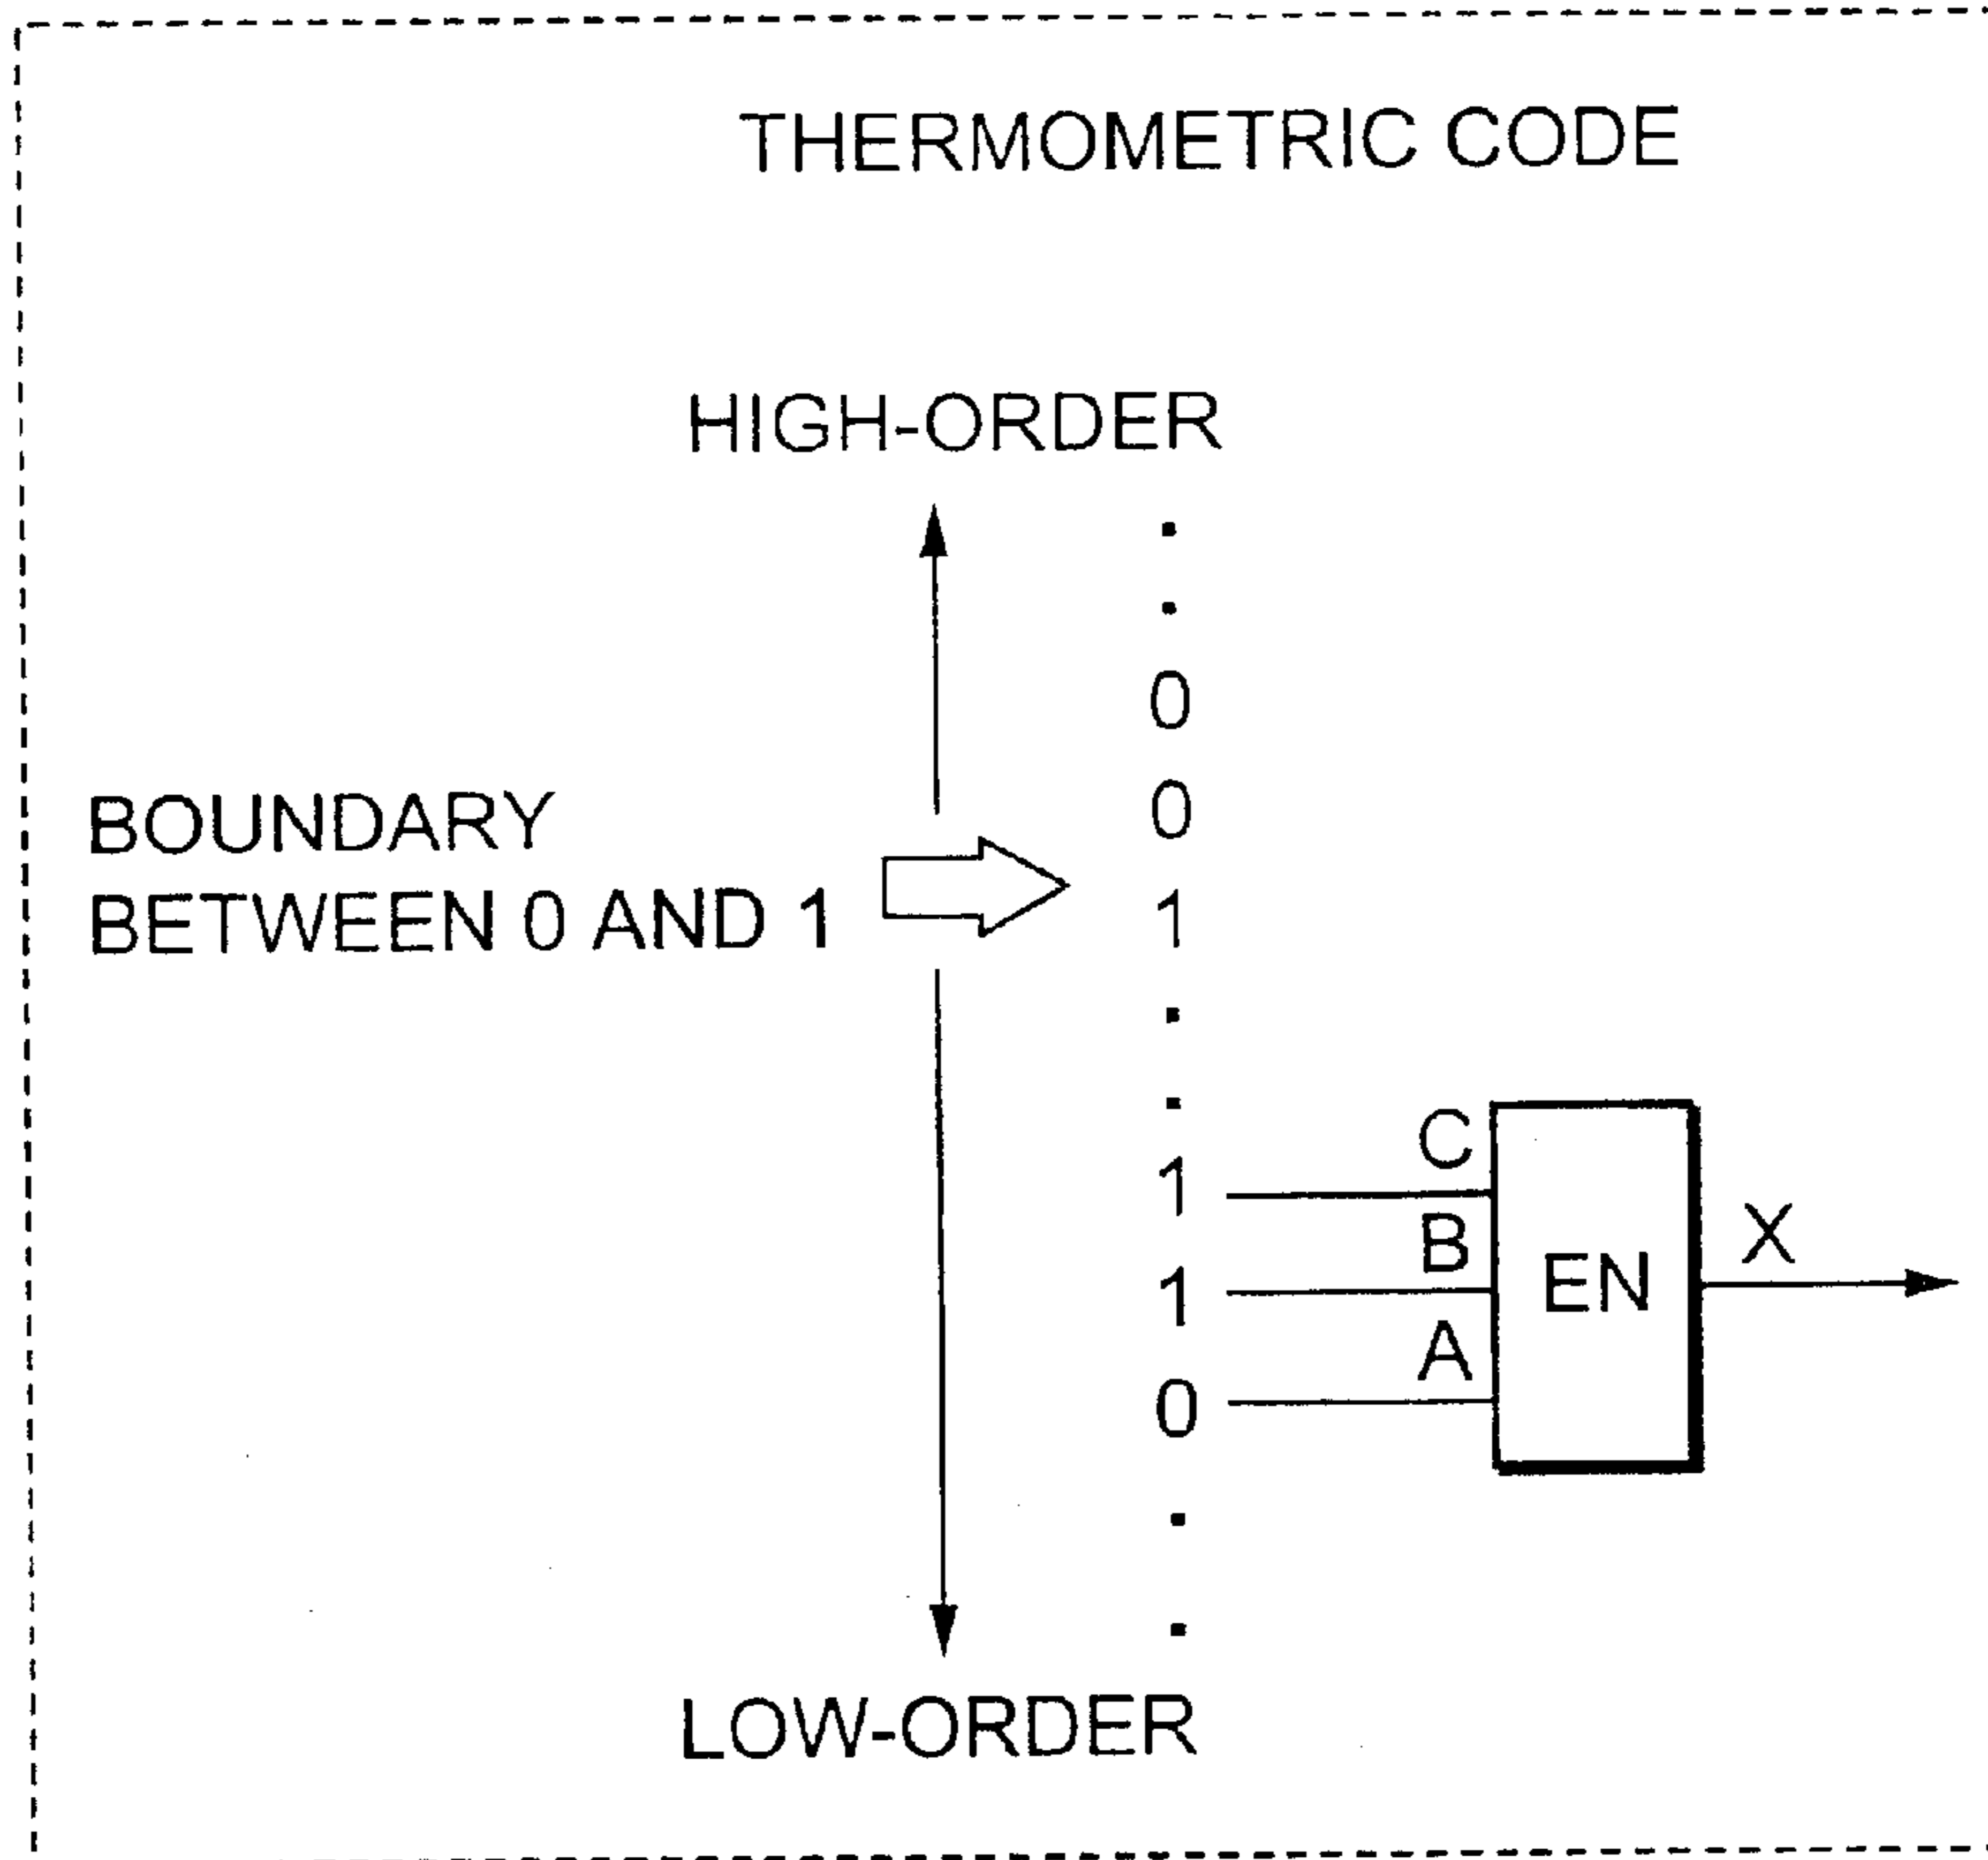 THERMOMETRIC CODE
HIGH-ORDER
.
.
0
0
BOUNDARY
BETWEEN 0 AND 1
1
.
.
1
C
1
B
0
A
EN
X
.
.
LOW-ORDER